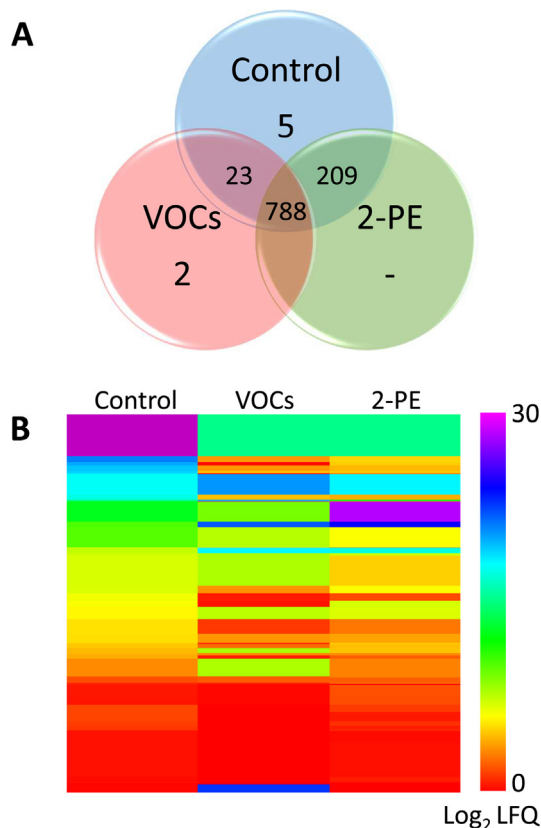 A
Control
5
23
209
788
VOCs
2-PE
2
-
B
Control VOCs 2-PE
30
0
Log₂ LFQ